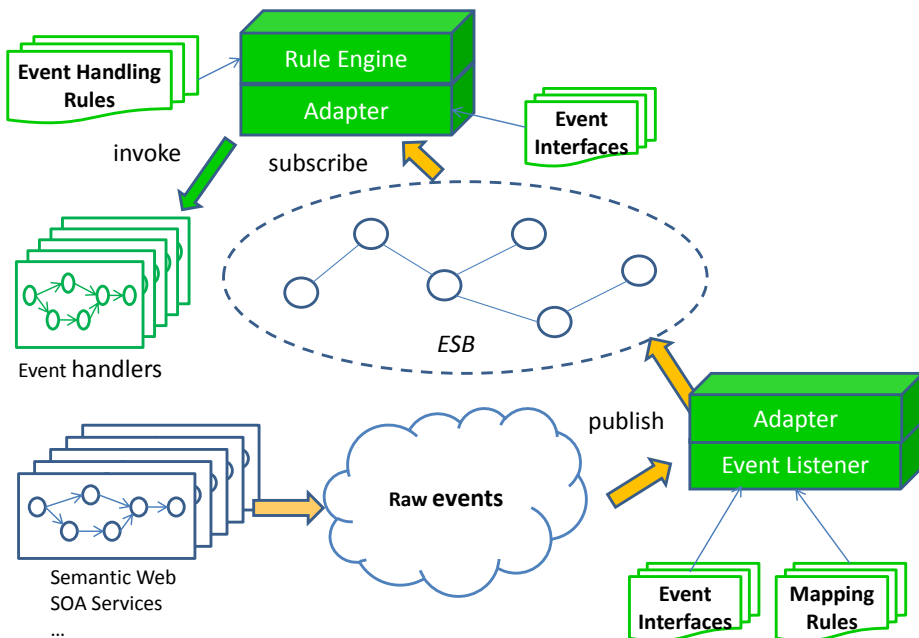 Event Handling
Rules
Rule Engine
Adapter
Event
Interfaces
invoke
subscribe
ESB
Event handlers
publish
Adapter
Event Listener
Raw events
Semantic Web
SOA Services
...
Event
Interfaces
Mapping
Rules